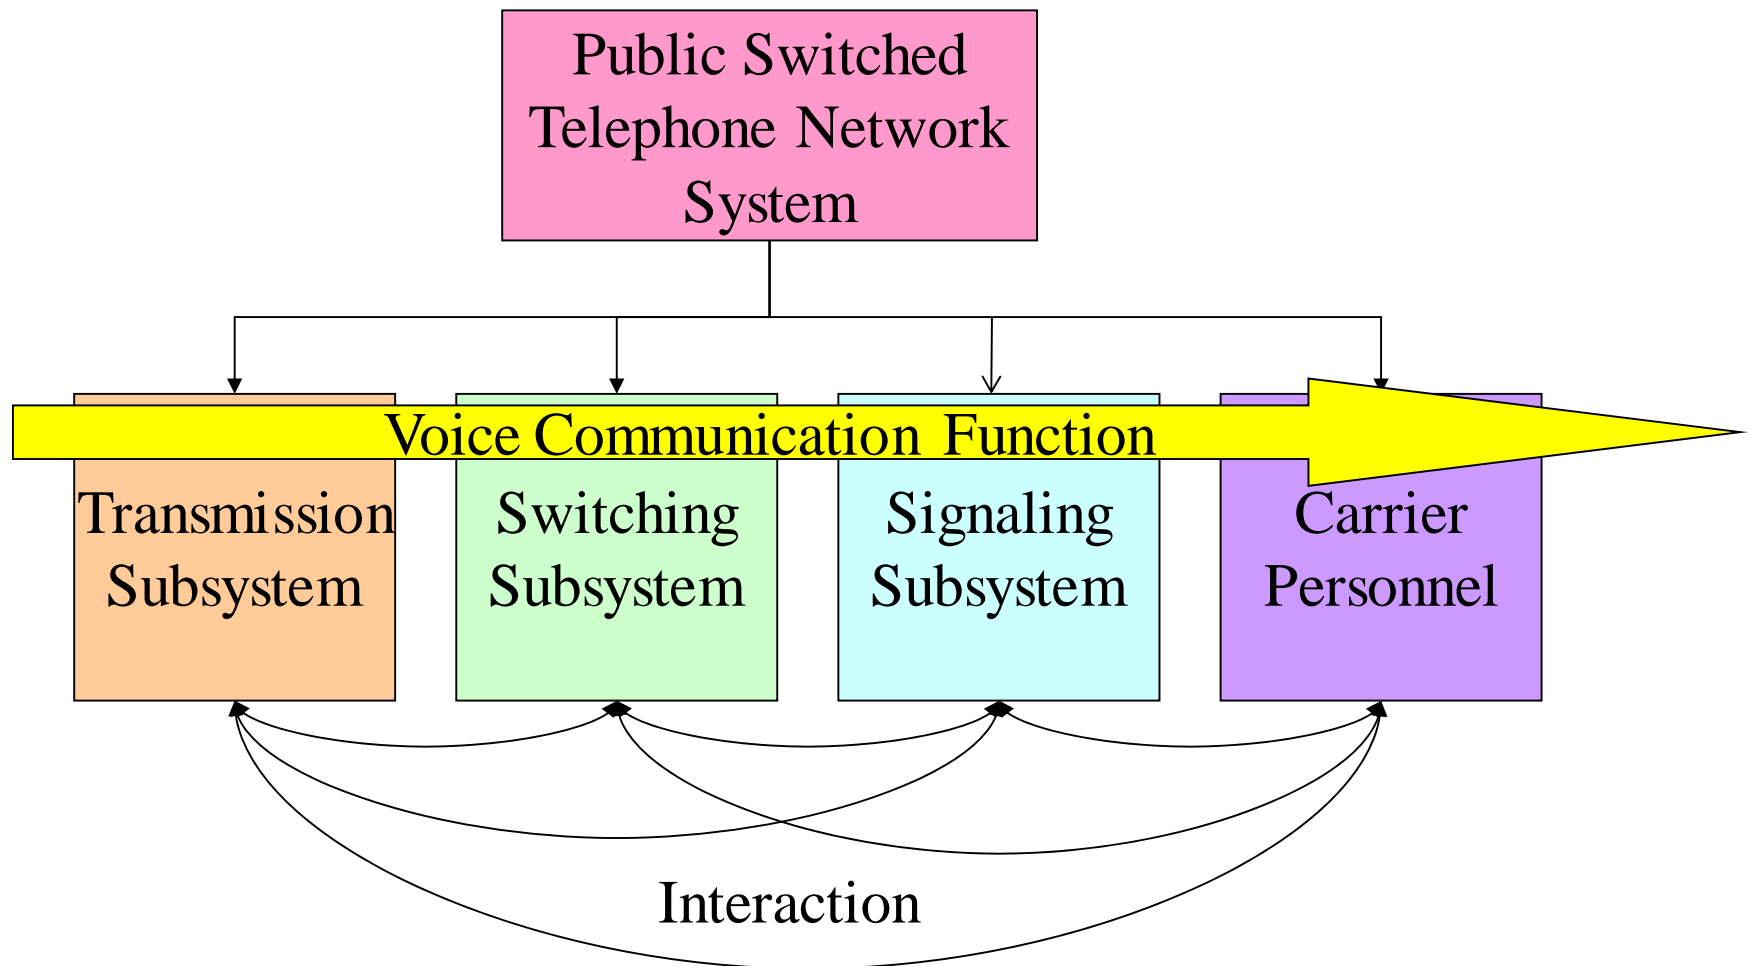 Public Switched
Telephone Network
System
Voice Communication Function
Transmission
Subsystem
Switching
Subsystem
Signaling
Subsystem
Carrier
Personnel
Interaction